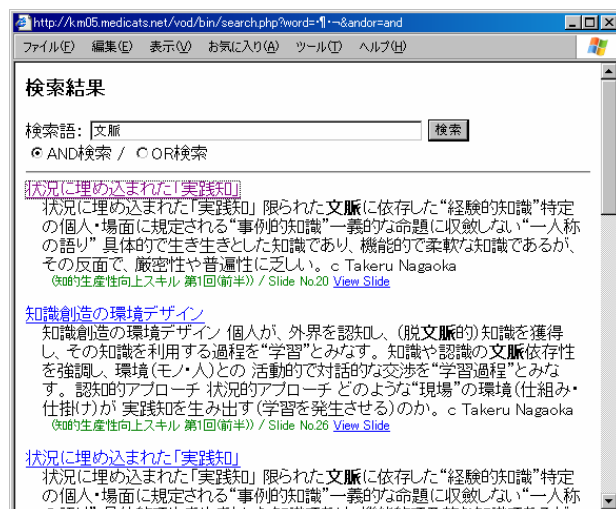 http://km05.medicats.net/vod/bin/search.php?word=･¶･¬&andor=and
ファイル(F) 編集(E) 表示(V) お気に入り(A) ツール(T) ヘルプ(H)
検索結果
検索語: 文脈 検索
AND検索 / OR検索
状況に埋め込まれた「実践知」
状況に埋め込まれた「実践知」 限られた文脈に依存した“経験的知識”特定
の個人・場面に規定される“事例的知識”一義的な命題に収斂しない“一人称
の語り” 具体的で生き生きとした知識であり、機能的で柔軟な知識であるが、
その反面で、厳密性や普遍性に乏しい。 c Takeru Nagaoka
(知的生産性向上スキル 第1回(前半)) / Slide No.20 View Slide
知識創造の環境デザイン
知識創造の環境デザイン 個人が、外界を認知し、(脱文脈的)知識を獲得
し、その知識を利用する過程を“学習”とみなす。 知識や認識の文脈依存性
を強調し、環境(モノ・人)との 活動的で対話的な交渉を“学習過程”とみな
す。 認知的アプローチ 状況的アプローチ どのような“現場”の環境(仕組み・
仕掛け)が 実践知を生み出す(学習を発生させる)のか。 c Takeru Nagaoka
(知的生産性向上スキル 第1回(前半)) / Slide No.26 View Slide
状況に埋め込まれた「実践知」
状況に埋め込まれた「実践知」 限られた文脈に依存した“経験的知識”特定
の個人・場面に規定される“事例的知識”一義的な命題に収斂しない“一人称